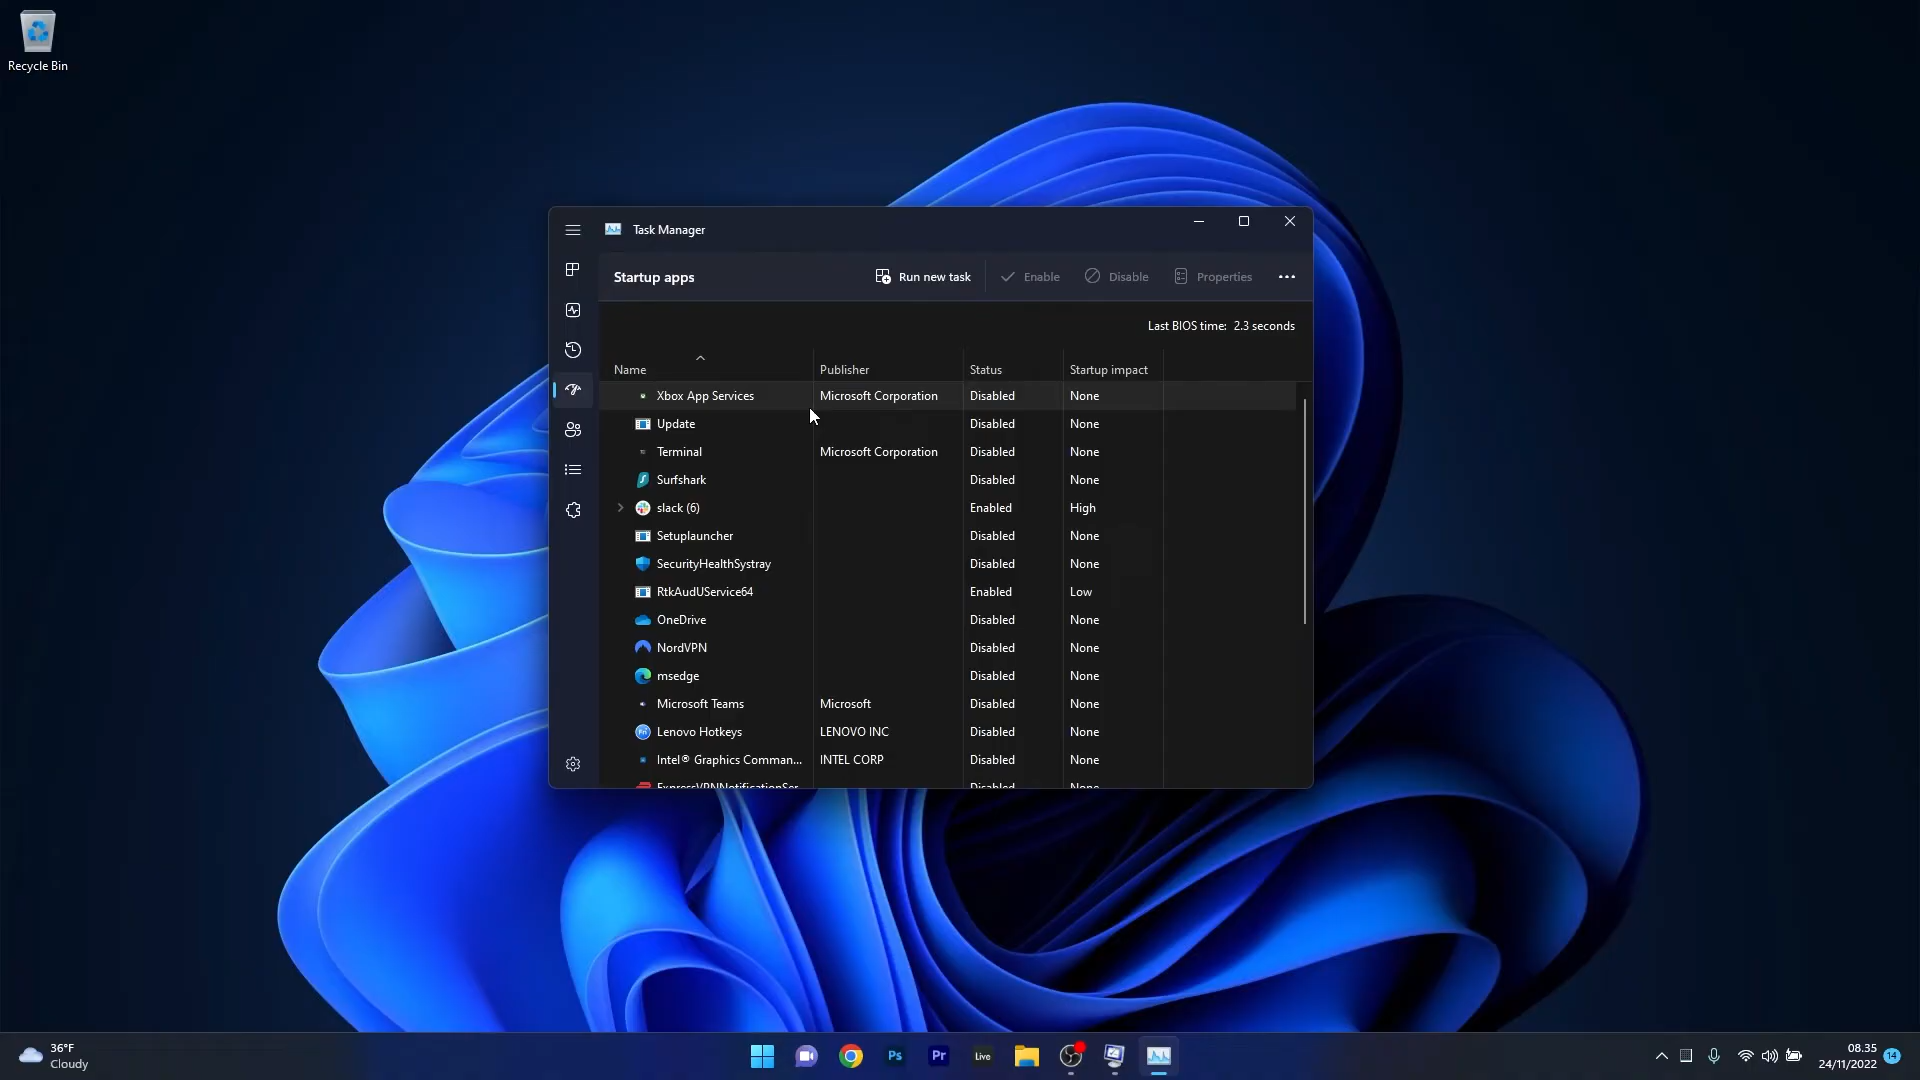 Recycle Bin
Task Manager
Startup apps
Run new task
Enable
Disable
Properties
Last BIOS time: 2.3 seconds
Name Publisher Status Startup impact
Xbox App Services Microsoft Corporation Disabled None
Update Disabled None
Terminal Microsoft Corporation Disabled None
Surfshark Disabled None
slack (6) Enabled High
Setuplauncher Disabled None
SecurityHealthSystray Disabled None
RtkAudUService64 Enabled Low
OneDrive Disabled None
NordVPN Disabled None
msedge Disabled None
Microsoft Teams Microsoft Disabled None
Lenovo Hotkeys LENOVO INC Disabled None
Intel® Graphics Comman... INTEL CORP Disabled None
ExpressVPNNotificationSer Disabled None
36°F
Cloudy
Ps
Pr
Live
08.35
24/11/2022
14